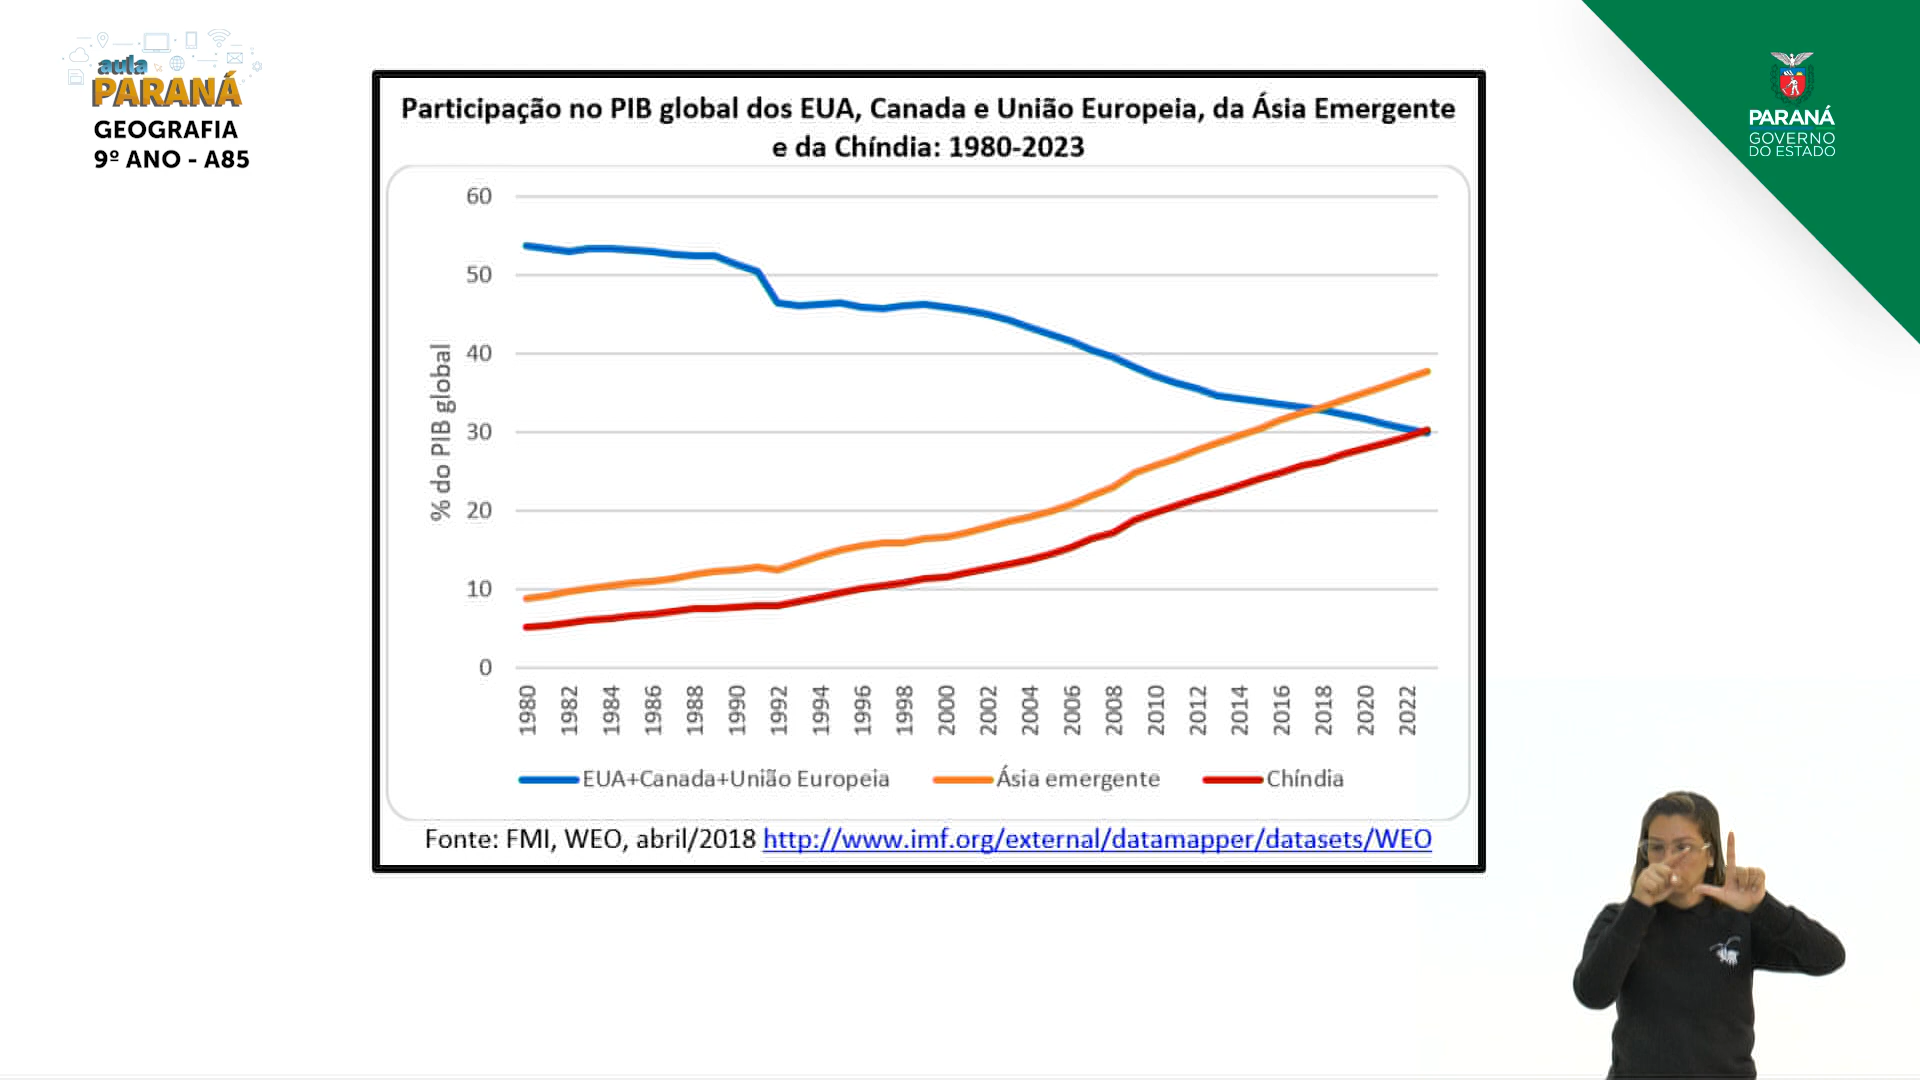 aula
PARANÁ
GEOGRAFIA
9º ANO - A85
PARANÁ
GOVERNO
DO ESTADO
Participação no PIB global dos EUA, Canada e União Europeia, da Ásia Emergente
e da Chíndia: 1980-2023
% do PIB global
60
50
40
30
20
10
0
1980 1982 1984 1986 1988 1990 1992 1994 1996 1998 2000 2002 2004 2006 2008 2010 2012 2014 2016 2018 2020 2022
EUA+Canada+União Europeia Ásia emergente Chíndia
Fonte: FMI, WEO, abril/2018 http://www.imf.org/external/datamapper/datasets/WEO